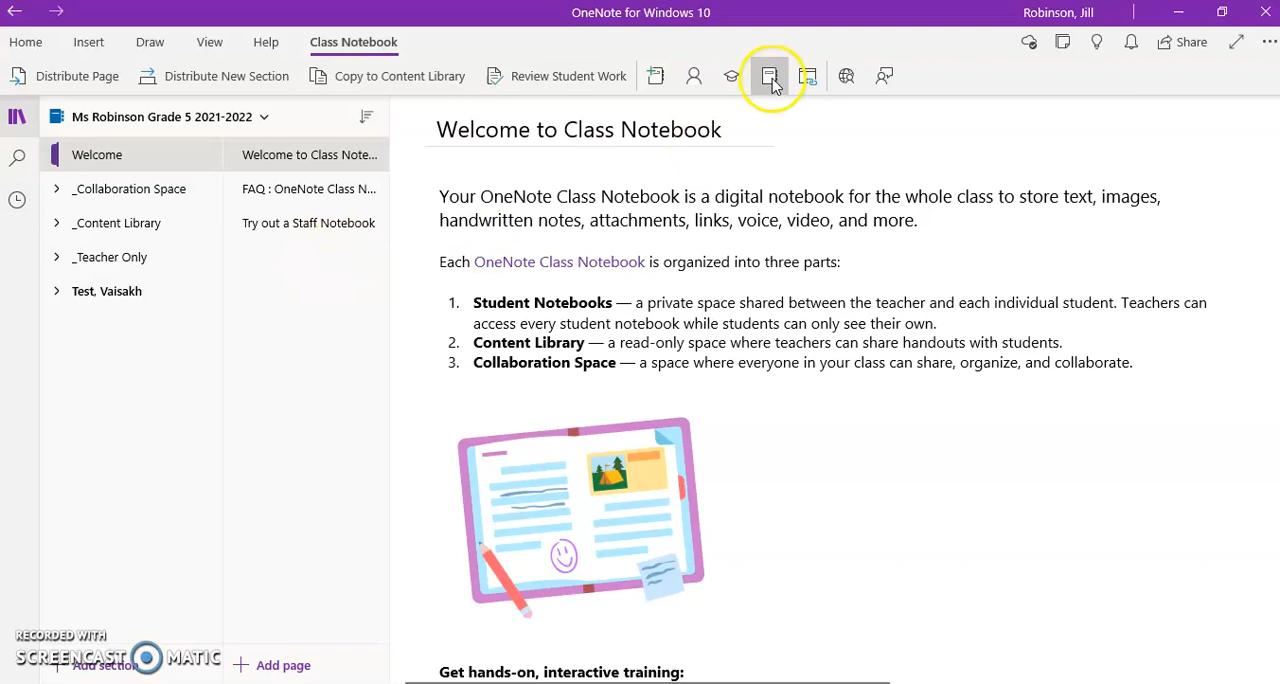 OneNote for Windows 10
Robinson, Jill
Home Insert Draw View Help Class Notebook
Share
Distribute Page Distribute New Section Copy to Content Library Review Student Work
Ms Robinson Grade 5 2021-2022
Welcome
_Collaboration Space
_Content Library
_Teacher Only
Test, Vaisakh
Welcome to Class Note...
FAQ : OneNote Class N...
Try out a Staff Notebook
Welcome to Class Notebook
Your OneNote Class Notebook is a digital notebook for the whole class to store text, images,
handwritten notes, attachments, links, voice, video, and more.
Each OneNote Class Notebook is organized into three parts:
1. Student Notebooks — a private space shared between the teacher and each individual student. Teachers can
access every student notebook while students can only see their own.
2. Content Library — a read-only space where teachers can share handouts with students.
3. Collaboration Space — a space where everyone in your class can share, organize, and collaborate.
Get hands-on, interactive training:
RECORDED WITH
SCREENCAST MATIC
Add section
Add page